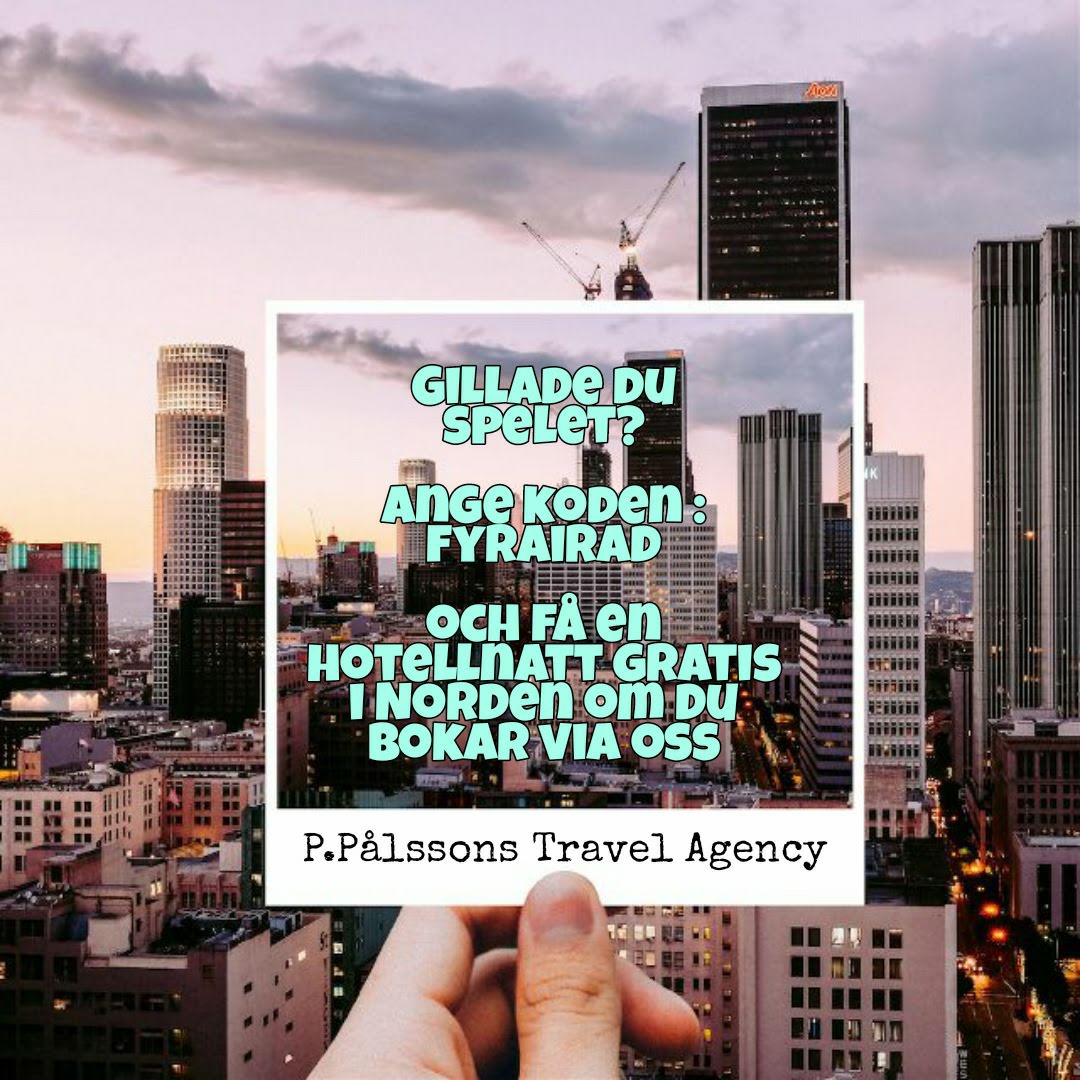 Aon
GILLADE DU
SPELET?
ANGE KODEN :
FYRAIRAD
OCH FÅ EN
HOTELLNATT GRATIS
I NORDEN OM DU
BOKAR VIA OSS
P.Pålssons Travel Agency